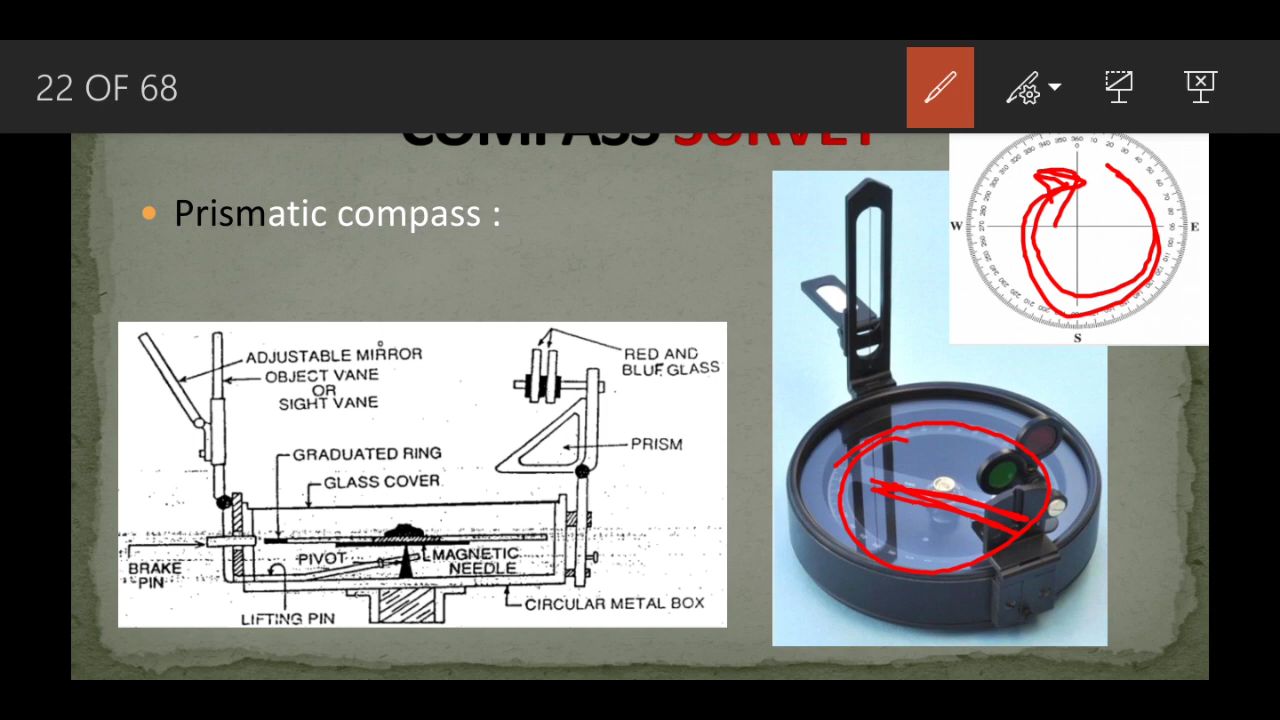 22 OF 68
COMPASS SURVEY
Prismatic compass :
ADJUSTABLE MIRROR
OBJECT VANE
OR
SIGHT VANE
RED AND
BLUE GLASS
PRISM
GRADUATED RING
GLASS COVER
PIVOT
MAGNETIC
NEEDLE
BRAKE
PIN
LIFTING PIN
CIRCULAR METAL BOX
W
E
S